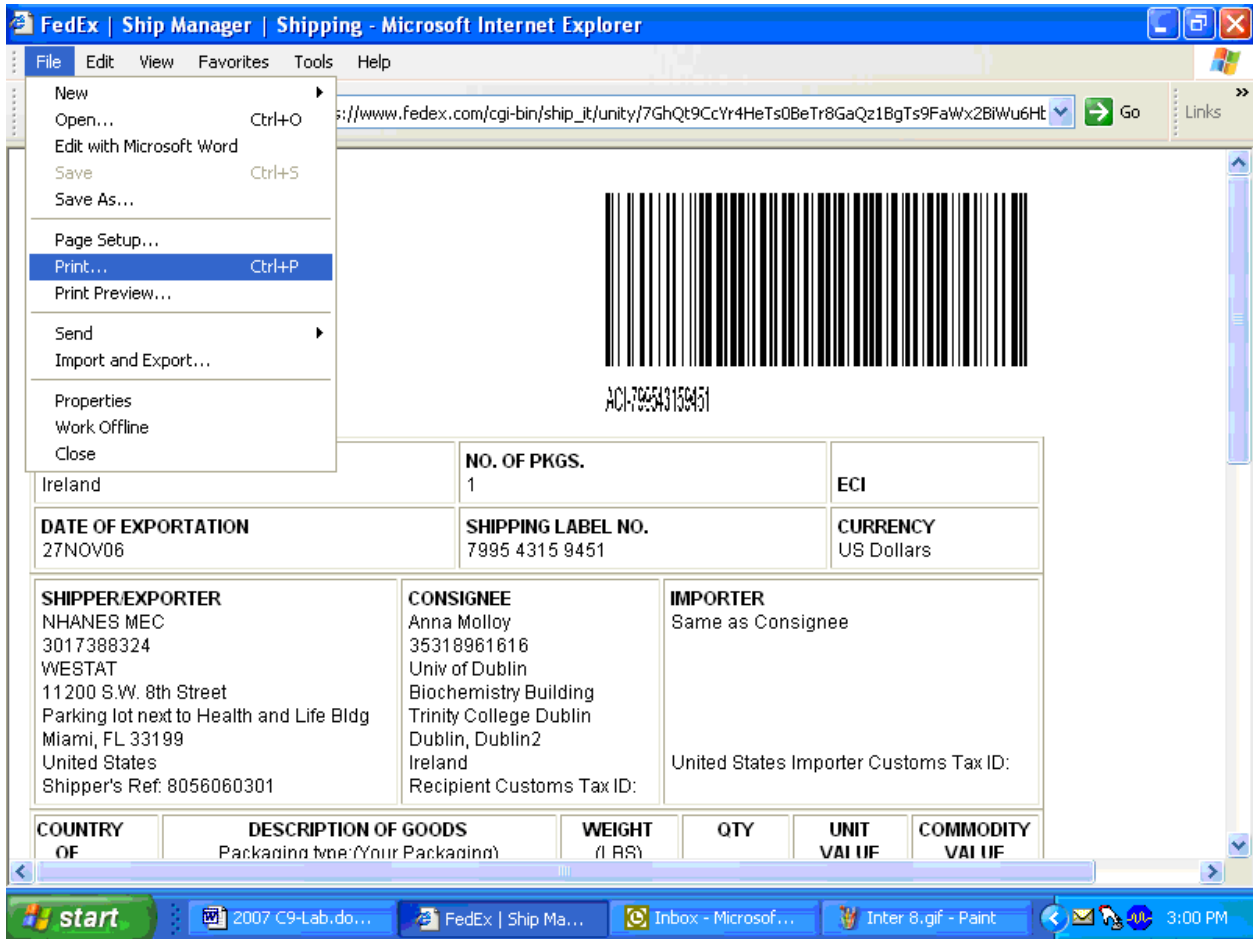 FedEx | Ship Manager | Shipping - Microsoft Internet Explorer
File Edit View Favorites Tools Help
New
Open... Ctrl+O
Edit with Microsoft Word
Save Ctrl+S
Save As...
Page Setup...
Print... Ctrl+P
Print Preview...
Send
Import and Export...
Properties
Work Offline
Close
s://www.fedex.com/cgi-bin/ship_it/unity/7GhQt9CcYr4HeTs0BeTr8GaQz1BgTs9FaWx2BiWu6Ht Go Links »
ACI-799543159451
Ireland
NO. OF PKGS.
1
ECI
DATE OF EXPORTATION
27NOV06
SHIPPING LABEL NO.
7995 4315 9451
CURRENCY
US Dollars
SHIPPER/EXPORTER
NHANES MEC
3017388324
WESTAT
11200 S.W. 8th Street
Parking lot next to Health and Life Bldg
Miami, FL 33199
United States
Shipper's Ref: 8056060301
CONSIGNEE
Anna Molloy
35318961616
Univ of Dublin
Biochemistry Building
Trinity College Dublin
Dublin, Dublin2
Ireland
Recipient Customs Tax ID:
IMPORTER
Same as Consignee
United States Importer Customs Tax ID:
COUNTRY
OF
DESCRIPTION OF GOODS
Packaging type:(Your Packaging)
WEIGHT
(LBS)
QTY
UNIT
VALUE
COMMODITY
VALUE
start 2007 C9-Lab.do... FedEx | Ship Ma... Inbox - Microsof... Inter 8.gif - Paint 3:00 PM